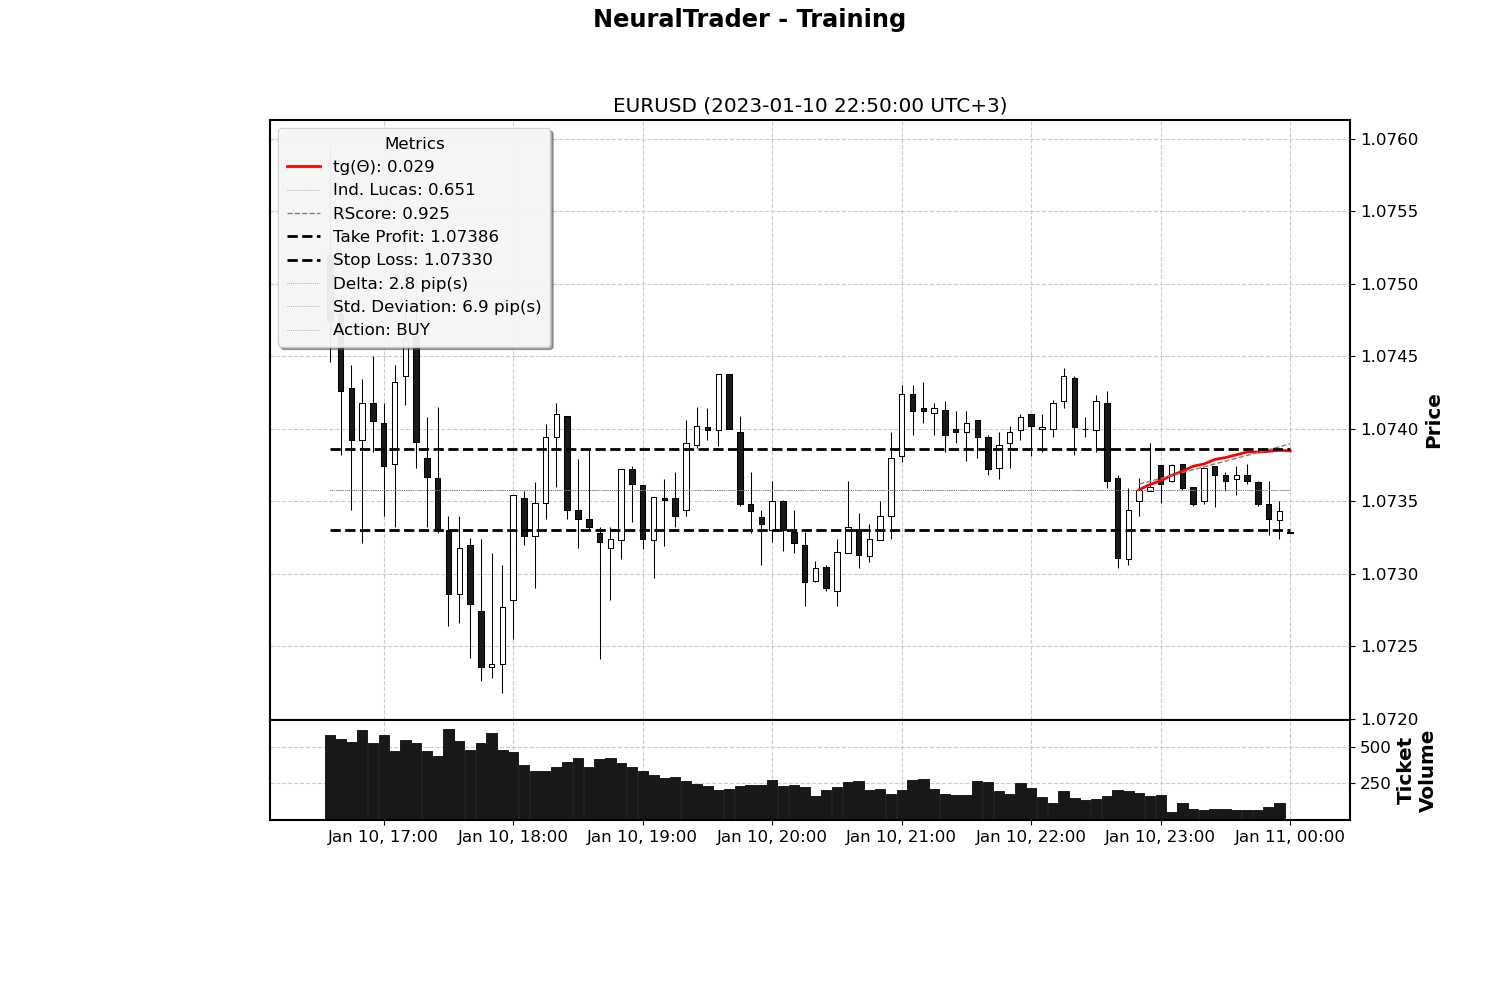 NeuralTrader - Training
EURUSD (2023-01-10 22:50:00 UTC+3)
Metrics
tg(Θ): 0.029
Ind. Lucas: 0.651
RScore: 0.925
Take Profit: 1.07386
Stop Loss: 1.07330
Delta: 2.8 pip(s)
Std. Deviation: 6.9 pip(s)
Action: BUY
1.0760
1.0755
1.0750
1.0745
1.0740
1.0735
1.0730
1.0725
1.0720
Price
500
250
Ticket
Volume
Jan 10, 17:00 Jan 10, 18:00 Jan 10, 19:00 Jan 10, 20:00 Jan 10, 21:00 Jan 10, 22:00 Jan 10, 23:00 Jan 11, 00:00